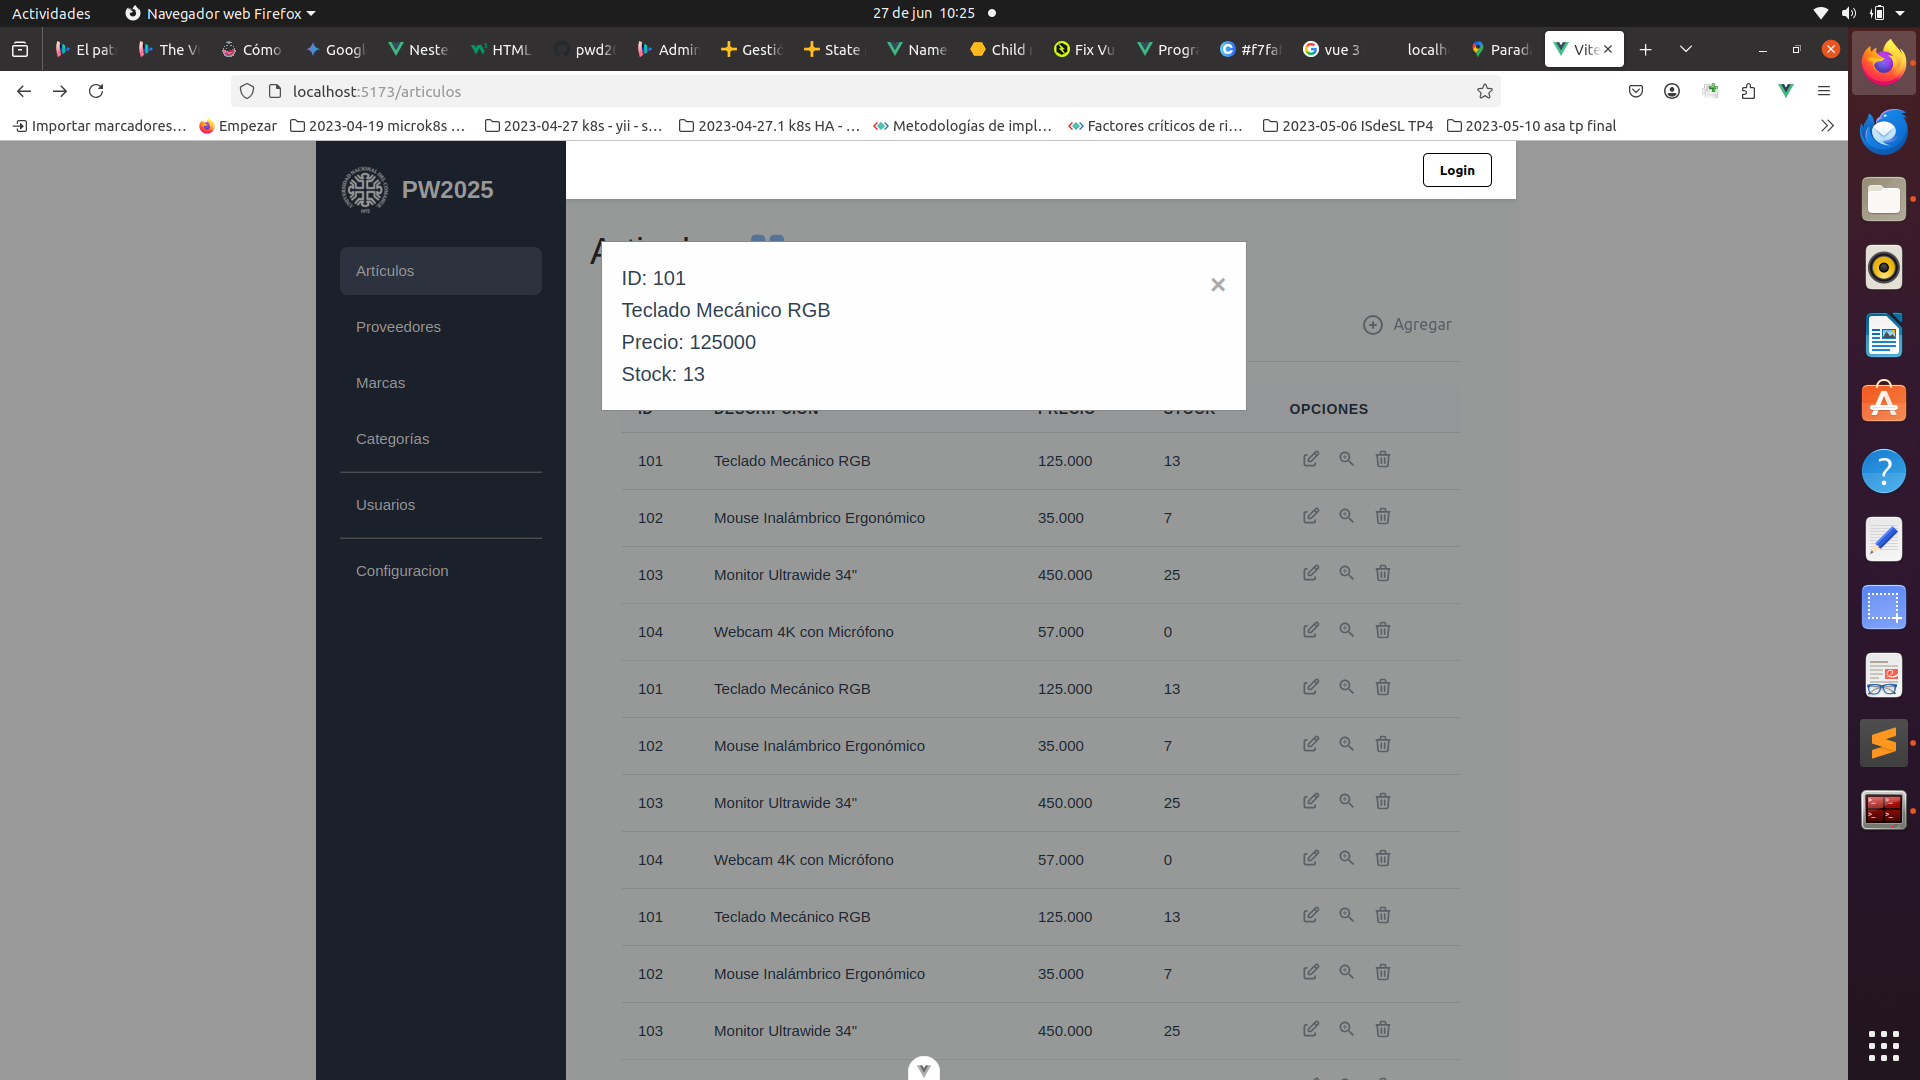 Actividades
Navegador web Firefox
27 de jun 10:25
El pat
The V
Cómo
Googl
Neste
HTML
pwd20
Admin
Gestió
State
Name
Child
Fix Vu
Progra
#f7faf
vue 3
localh
Parad
Vite
localhost:5173/articulos
Importar marcadores...
Empezar
2023-04-19 microk8s ...
2023-04-27 k8s - yii - s...
2023-04-27.1 k8s HA - ...
Metodologías de impl...
Factores críticos de ri...
2023-05-06 ISdeSL TP4
2023-05-10 asa tp final
PW2025
Login
Artículos
Proveedores
Marcas
Categorías
Usuarios
Configuracion
ID: 101
Teclado Mecánico RGB
Precio: 125000
Stock: 13
Agregar
ID DESCRIPCIÓN PRECIO STOCK OPCIONES
101 Teclado Mecánico RGB 125.000 13
102 Mouse Inalámbrico Ergonómico 35.000 7
103 Monitor Ultrawide 34" 450.000 25
104 Webcam 4K con Micrófono 57.000 0
101 Teclado Mecánico RGB 125.000 13
102 Mouse Inalámbrico Ergonómico 35.000 7
103 Monitor Ultrawide 34" 450.000 25
104 Webcam 4K con Micrófono 57.000 0
101 Teclado Mecánico RGB 125.000 13
102 Mouse Inalámbrico Ergonómico 35.000 7
103 Monitor Ultrawide 34" 450.000 25